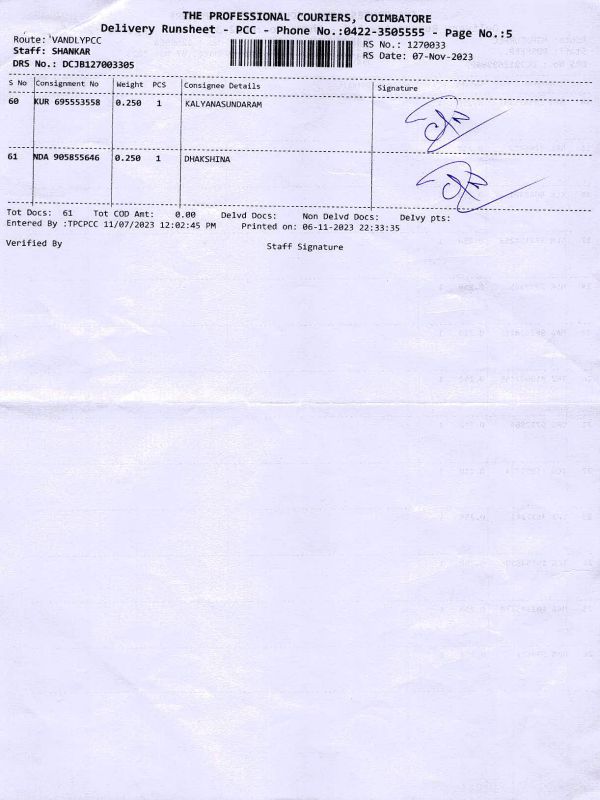 THE PROFESSIONAL COURIERS, COIMBATORE
Delivery Runsheet - PCC - Phone No.:0422-3505555 - Page No.:5
Route: VANDLYPCC
RS No.: 1270033
Staff: SHANKAR
RS Date: 07-Nov-2023
DRS No.: DCJB127003305
S No Consignment No Weight PCS Consignee Details Signature
60 KUR 695553558 0.250 1 KALYANASUNDARAM
61 NDA 905855646 0.250 1 DHAKSHINA
Tot Docs: 61 Tot COD Amt: 0.00 Delvd Docs: Non Delvd Docs: Delvy pts:
Entered By :TPCPCC 11/07/2023 12:02:45 PM Printed on: 06-11-2023 22:33:35
Verified By Staff Signature